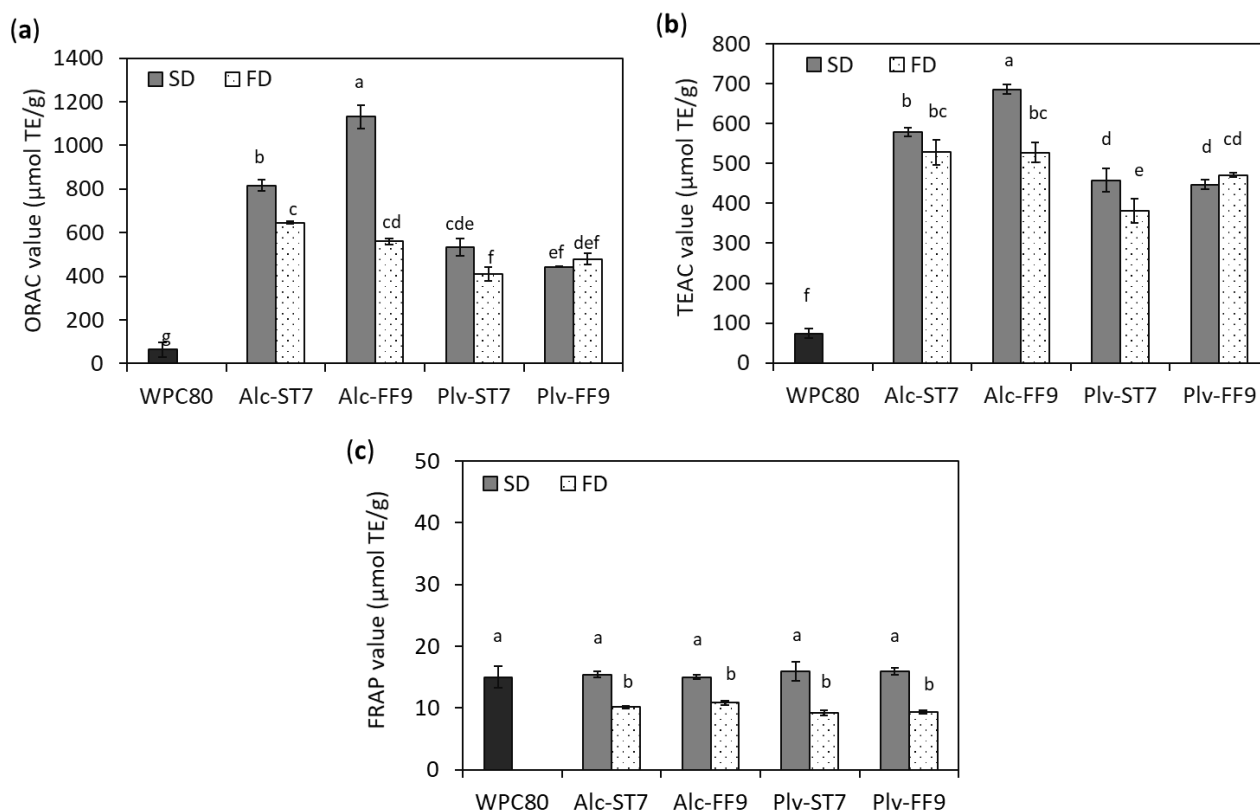 (a)
ORAC value (µmol TE/g)
1400
1200
1000
800
600
400
200
0
SD FD
g
b
c
a
cd
cde
f
ef
def
WPC80 Alc-ST7 Alc-FF9 Plv-ST7 Plv-FF9
(b)
TEAC value (µmol TE/g)
800
700
600
500
400
300
200
100
0
SD FD
f
b
bc
a
bc
d
e
d
cd
WPC80 Alc-ST7 Alc-FF9 Plv-ST7 Plv-FF9
(c)
FRAP value (µmol TE/g)
50
40
30
20
10
0
SD FD
a
a
b
a
b
a
b
a
b
WPC80 Alc-ST7 Alc-FF9 Plv-ST7 Plv-FF9